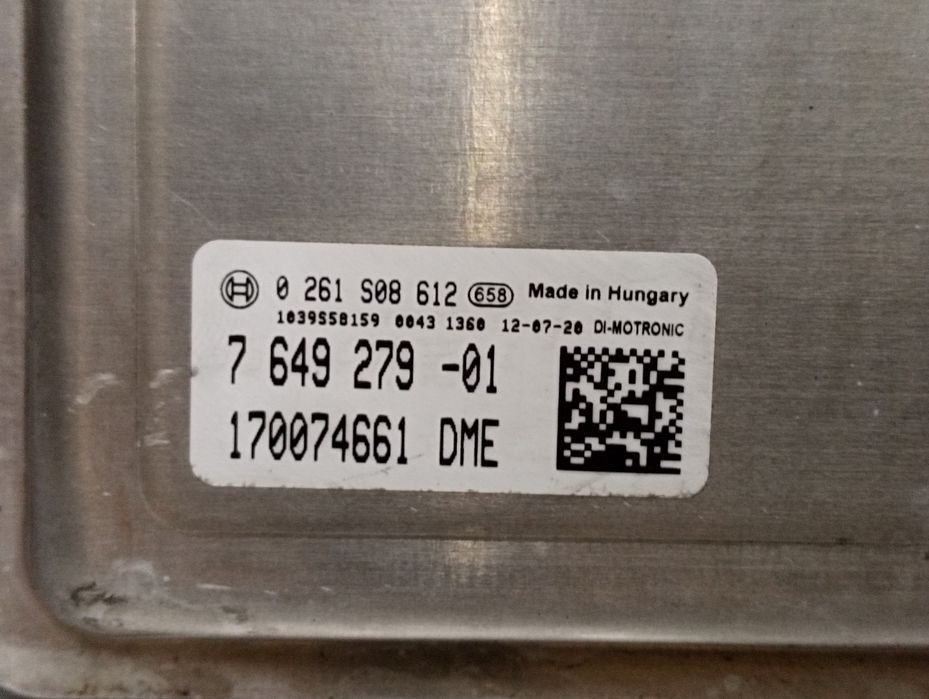 0 261 S08 612 658 Made in Hungary
1039S58159 0043 1360 12-07-20 DI-MOTRONIC
7 649 279 -01
170074661 DME